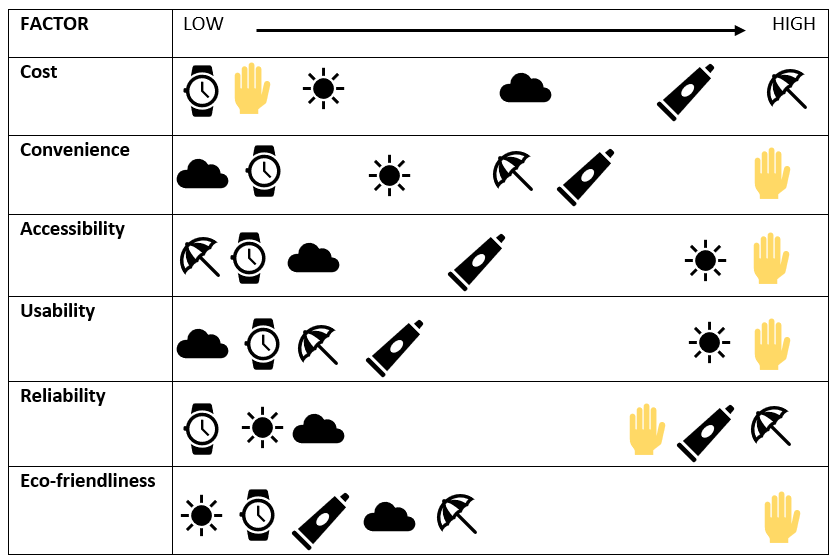 FACTOR
LOW HIGH
Cost
Convenience
Accessibility
Usability
Reliability
Eco-friendliness